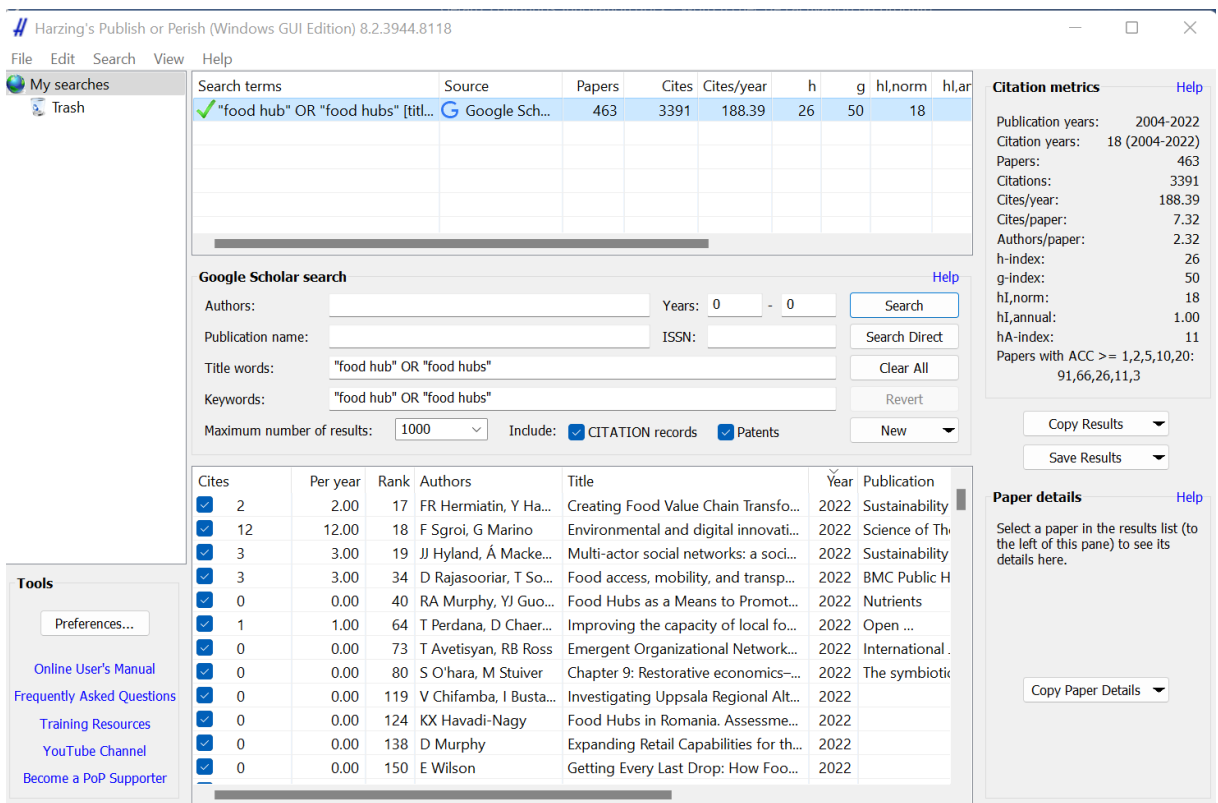 Harzing's Publish or Perish (Windows GUI Edition) 8.2.3944.8118
File Edit Search View Help
My searches
Trash
Search terms Source Papers Cites Cites/year h g hI,norm hI,ar
"food hub" OR "food hubs" [titl... Google Sch... 463 3391 188.39 26 50 18
Google Scholar search Help
Authors: Years: 0 - 0 Search
Publication name: ISSN: Search Direct
Title words: "food hub" OR "food hubs" Clear All
Keywords: "food hub" OR "food hubs" Revert
Maximum number of results: 1000 Include: CITATION records Patents New
Cites Per year Rank Authors Title Year Publication
2 2.00 17 FR Hermiatin, Y Ha... Creating Food Value Chain Transfo... 2022 Sustainability
12 12.00 18 F Sgroi, G Marino Environmental and digital innovati... 2022 Science of The
3 3.00 19 JJ Hyland, Á Macke... Multi-actor social networks: a soci... 2022 Sustainability
3 3.00 34 D Rajasooriar, T So... Food access, mobility, and transp... 2022 BMC Public H
0 0.00 40 RA Murphy, YJ Guo... Food Hubs as a Means to Promot... 2022 Nutrients
1 1.00 64 T Perdana, D Chaer... Improving the capacity of local fo... 2022 Open ...
0 0.00 73 T Avetisyan, RB Ross Emergent Organizational Network... 2022 International J
0 0.00 80 S O'hara, M Stuiver Chapter 9: Restorative economics–... 2022 The symbiotic
0 0.00 119 V Chifamba, I Busta... Investigating Uppsala Regional Alt... 2022
0 0.00 124 KX Havadi-Nagy Food Hubs in Romania. Assessme... 2022
0 0.00 138 D Murphy Expanding Retail Capabilities for th... 2022
0 0.00 150 E Wilson Getting Every Last Drop: How Foo... 2022
Citation metrics Help
Publication years: 2004-2022
Citation years: 18 (2004-2022)
Papers: 463
Citations: 3391
Cites/year: 188.39
Cites/paper: 7.32
Authors/paper: 2.32
h-index: 26
g-index: 50
hI,norm: 18
hI,annual: 1.00
hA-index: 11
Papers with ACC >= 1,2,5,10,20:
91,66,26,11,3
Copy Results
Save Results
Paper details Help
Select a paper in the results list (to
the left of this pane) to see its
details here.
Copy Paper Details
Tools
Preferences...
Online User's Manual
Frequently Asked Questions
Training Resources
YouTube Channel
Become a PoP Supporter